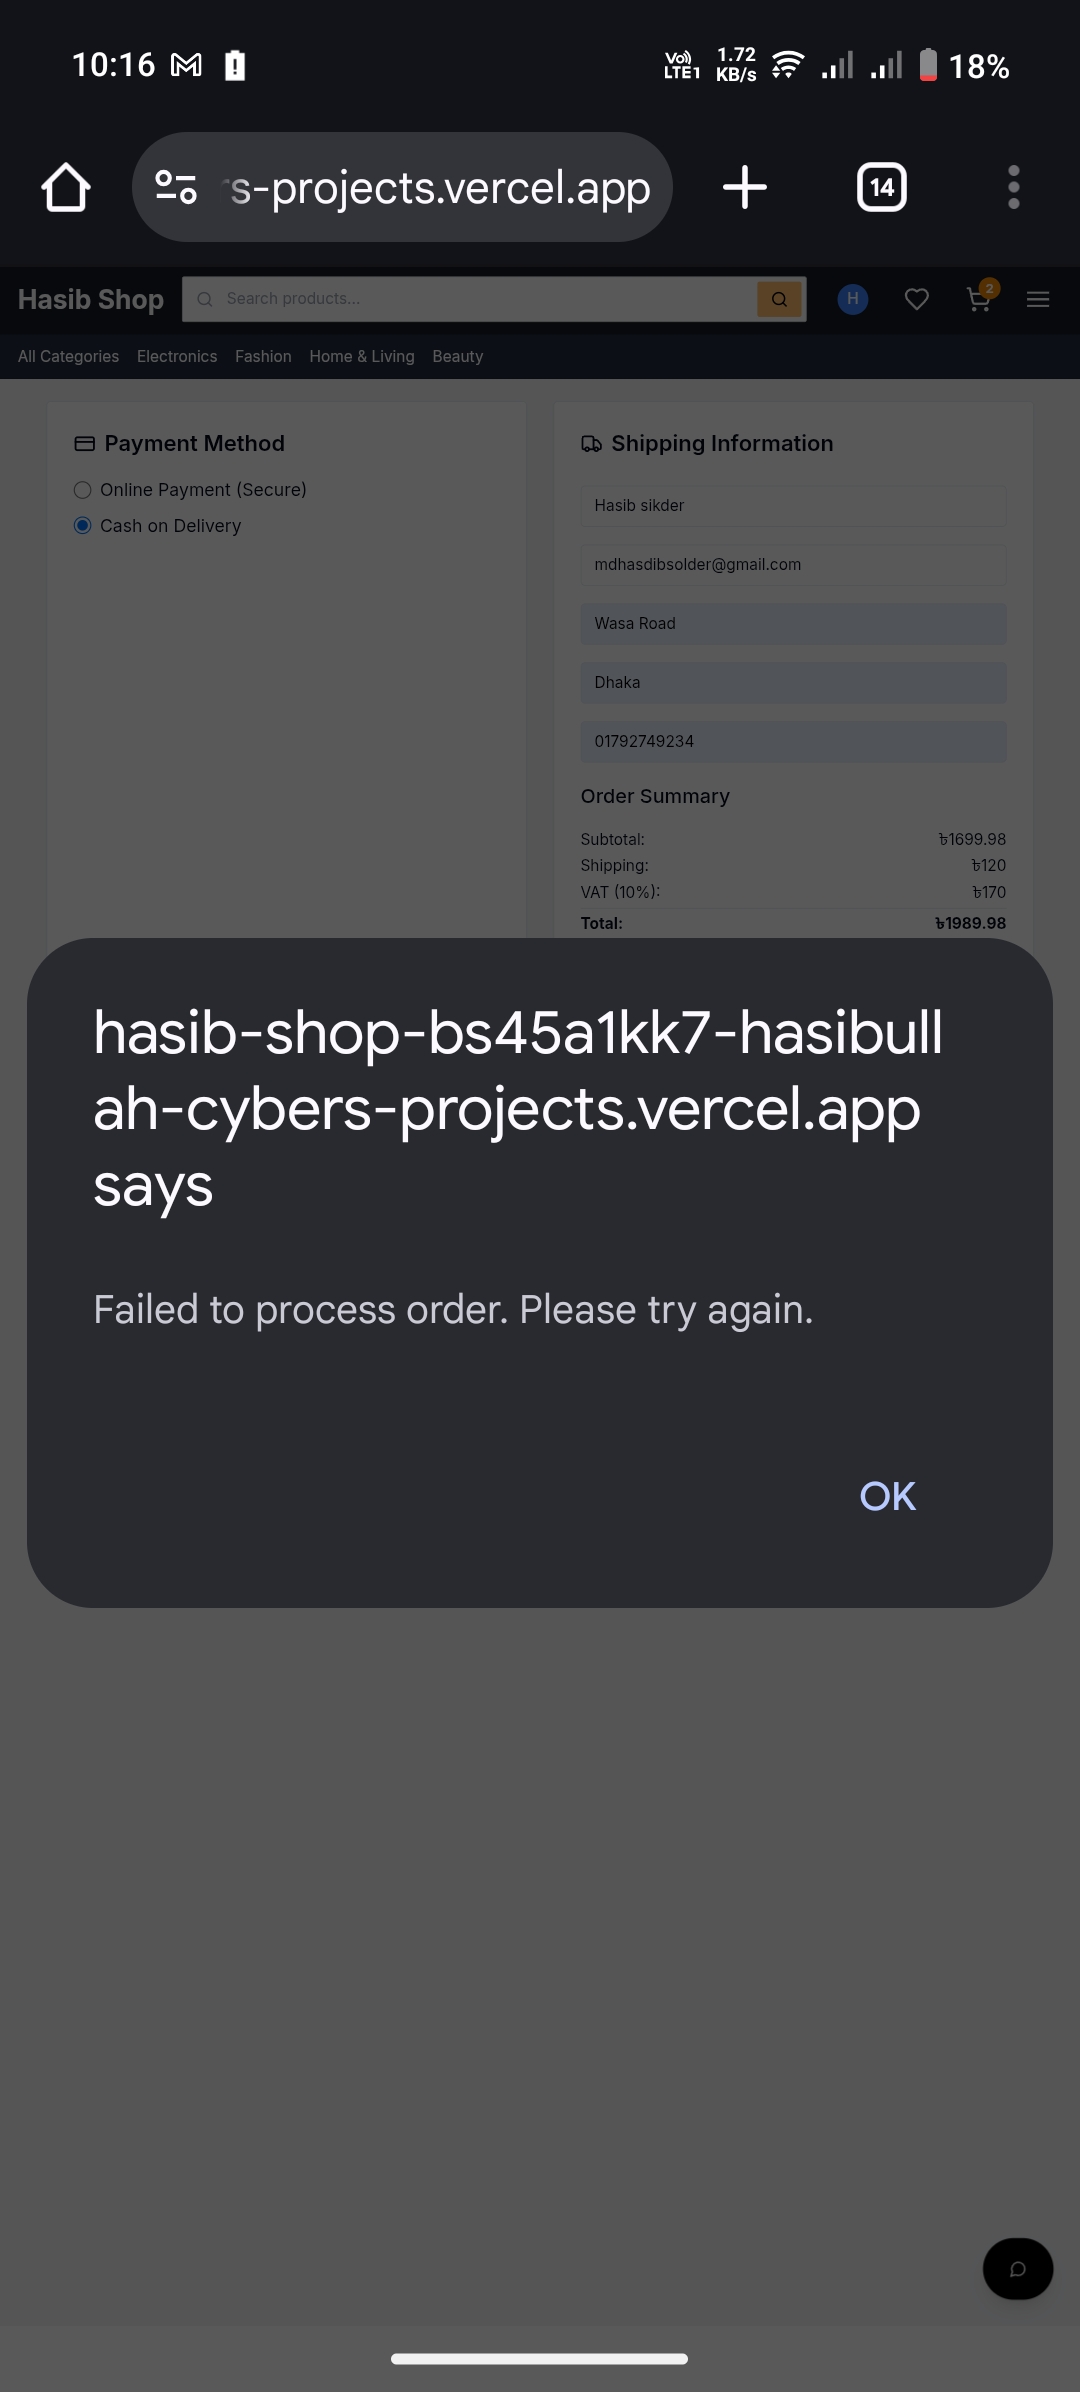 10:16
Vo)) LTE1
1.72 KB/s
18%
s-projects.vercel.app
14
Hasib Shop
Search products...
H
2
All Categories Electronics Fashion Home & Living Beauty
Payment Method
Online Payment (Secure)
Cash on Delivery
Shipping Information
Hasib sikder
mdhasdibsolder@gmail.com
Wasa Road
Dhaka
01792749234
Order Summary
Subtotal: ৳1699.98
Shipping: ৳120
VAT (10%): ৳170
Total: ৳1989.98
hasib-shop-bs45a1kk7-hasibull
ah-cybers-projects.vercel.app
says
Failed to process order. Please try again.
OK